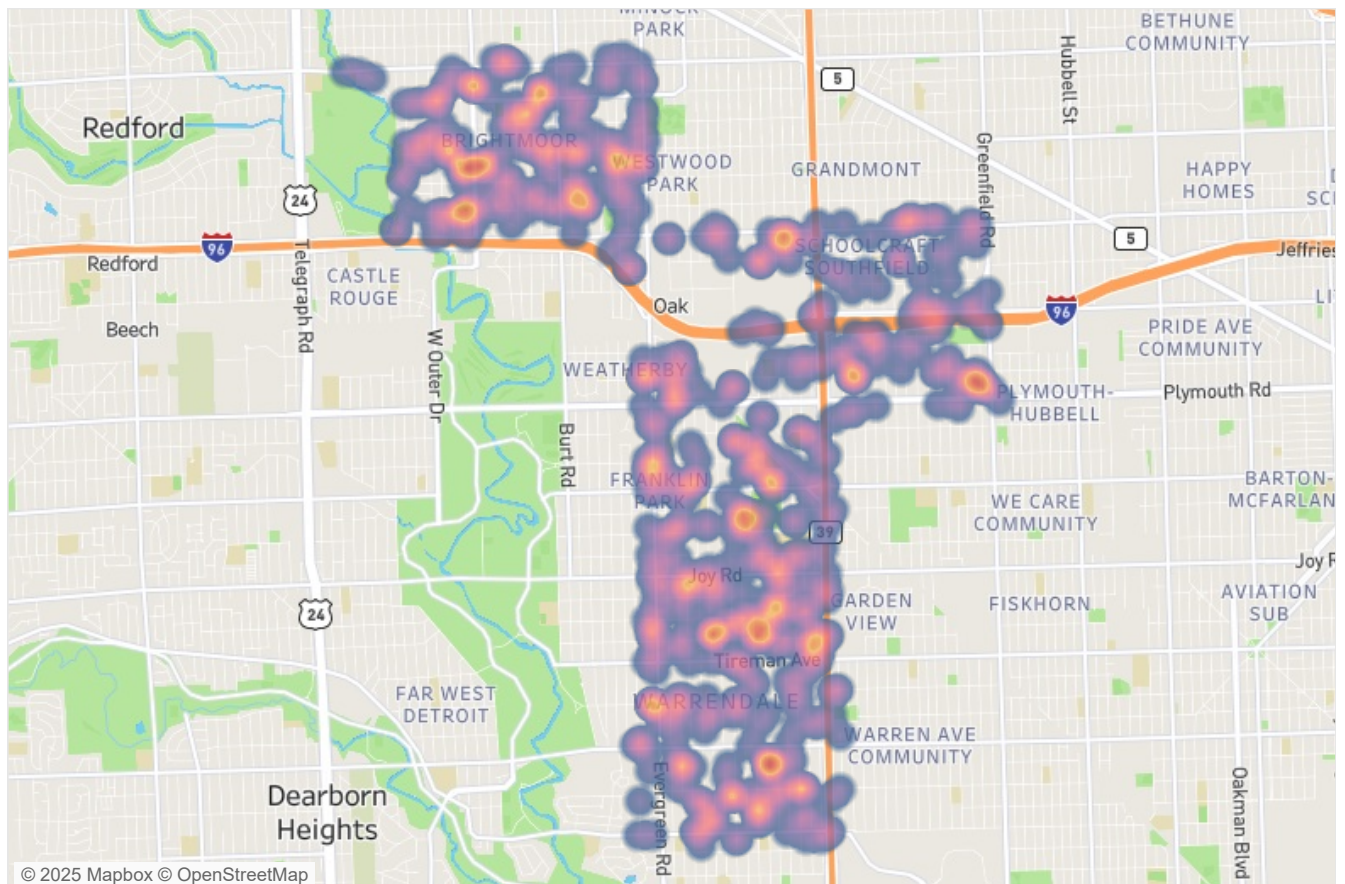 MINOCK
PARK
BETHUNE
COMMUNITY
5
Hubbell St
Redford
BRIGHTMOOR
WESTWOOD
PARK
GRANDMONT
Greenfield Rd
HAPPY
HOMES
24
96
Redford
Telegraph Rd
CASTLE
ROUGE
SCHOOLCRAFT
SOUTHFIELD
5
Jeffries
Beech
Oak
96
PRIDE AVE
COMMUNITY
W Outer Dr
WEATHERBY
PLYMOUTH-
HUBBELL
Plymouth Rd
Burt Rd
FRANKLIN
PARK
WE CARE
COMMUNITY
BARTON-
MCFARLAN
39
Joy Rd
Joy R
24
GARDEN
VIEW
FISKHORN
AVIATION
SUB
Tireman Ave
FAR WEST
DETROIT
WARRENDALE
WARREN AVE
COMMUNITY
Evergreen Rd
Dearborn
Heights
Oakman Blvd
© 2025 Mapbox © OpenStreetMap